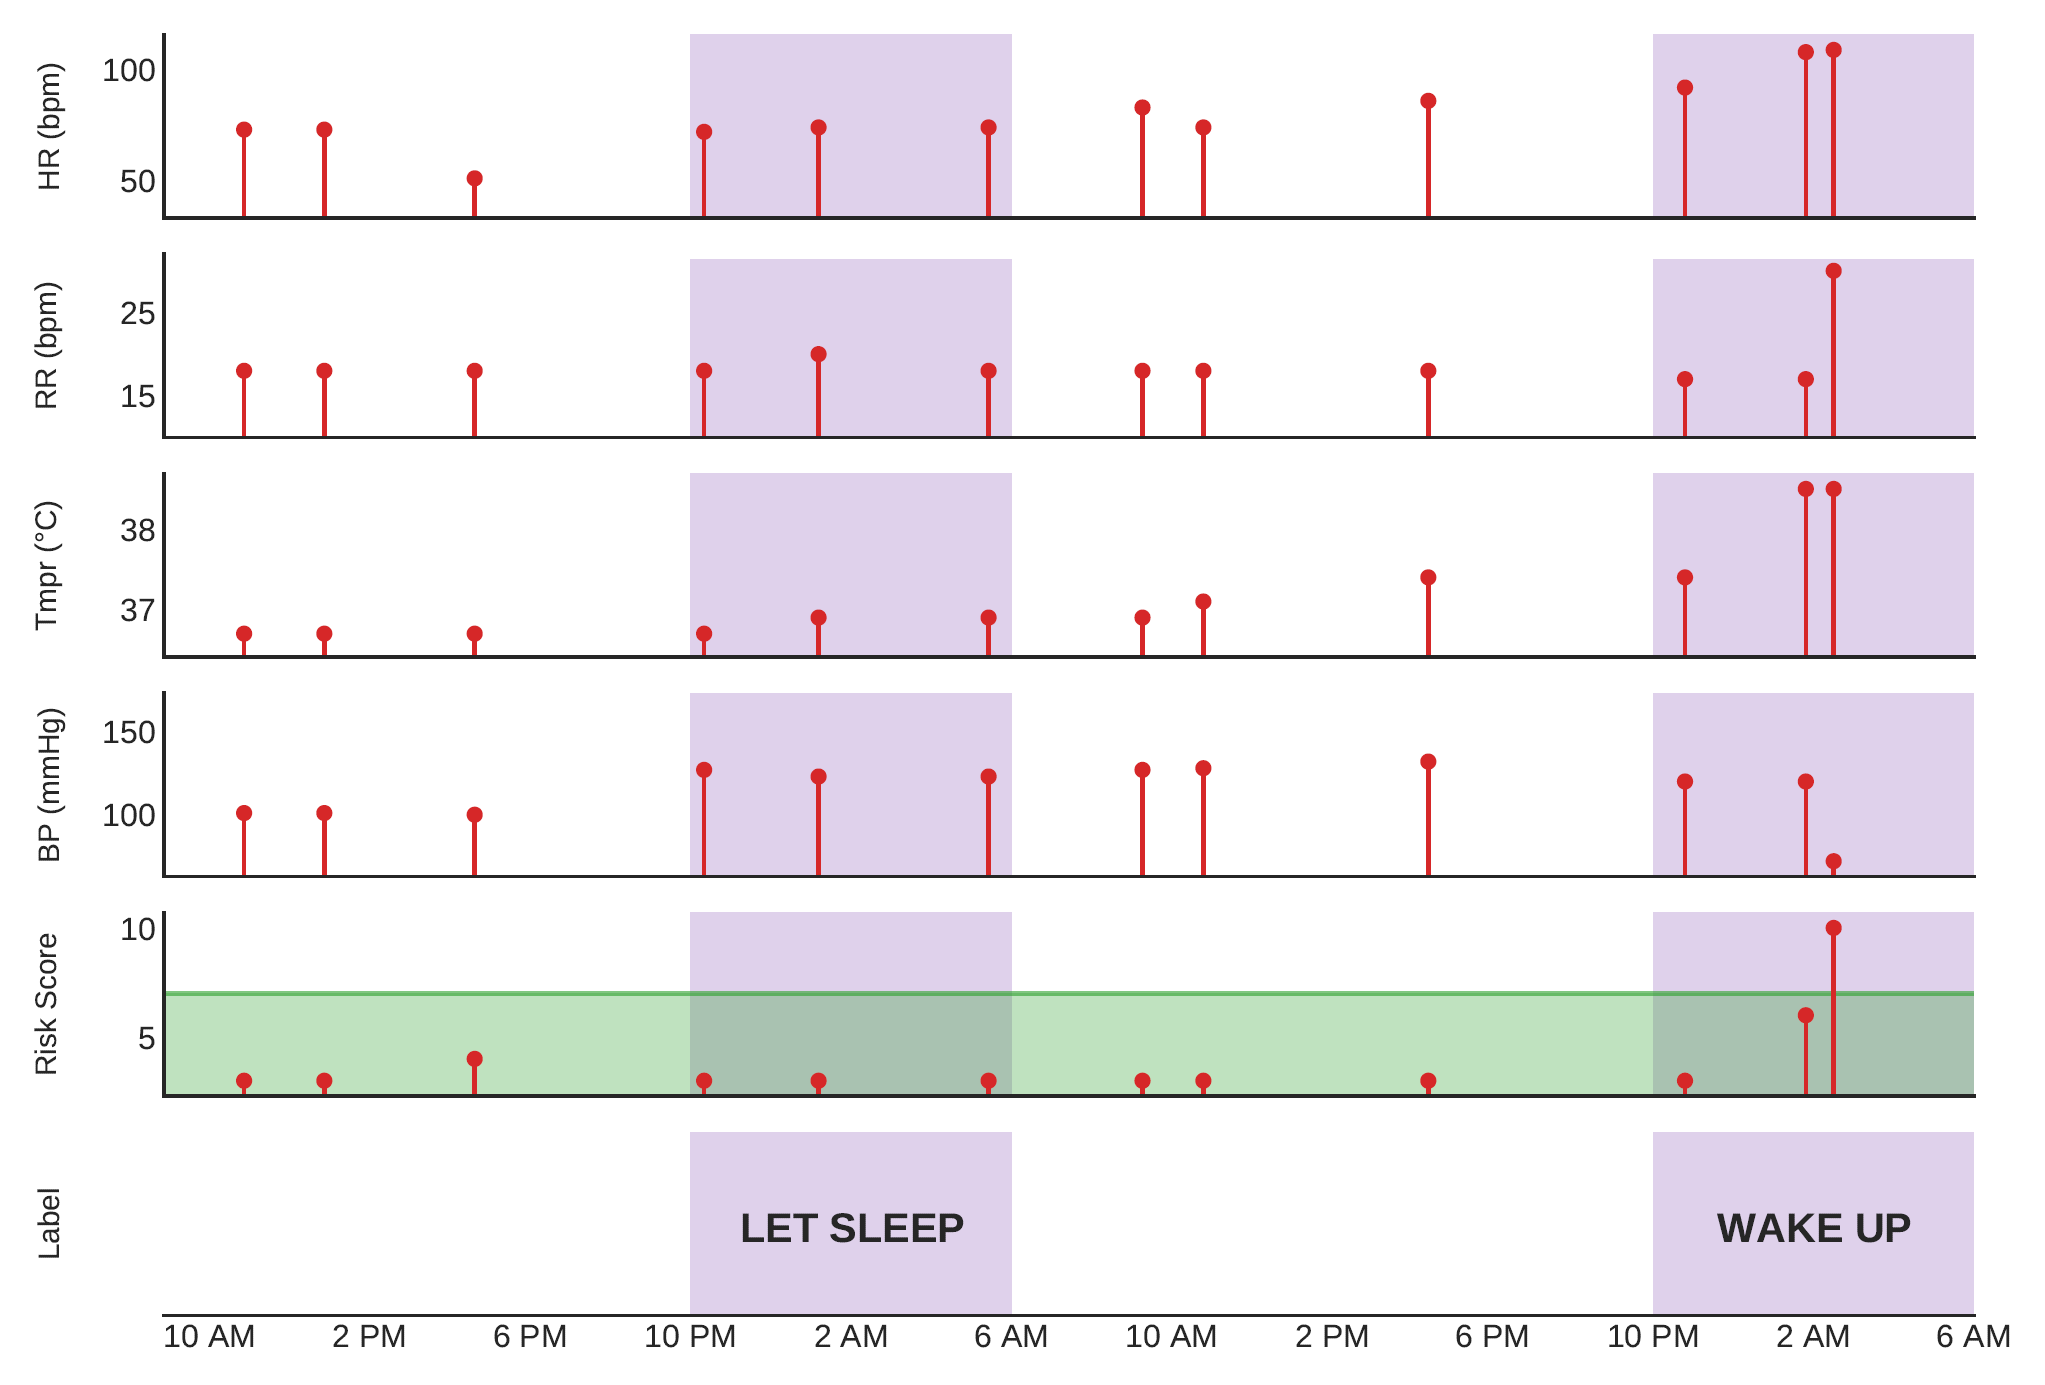 HR (bpm)
100
50
RR (bpm)
25
15
Tmpr (°C)
38
37
BP (mmHg)
150
100
Risk Score
10
5
Label
LET SLEEP
WAKE UP
10 AM 2 PM 6 PM 10 PM 2 AM 6 AM 10 AM 2 PM 6 PM 10 PM 2 AM 6 AM